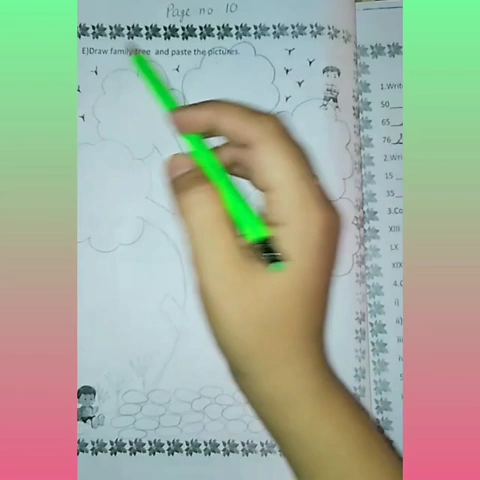 Page no 10
E)Draw family tree and paste the pictures.
1.Writ
50
65
76
2.Wri
15
35
3.Co
XIII
LX
XIX
4.C
i)
ii)